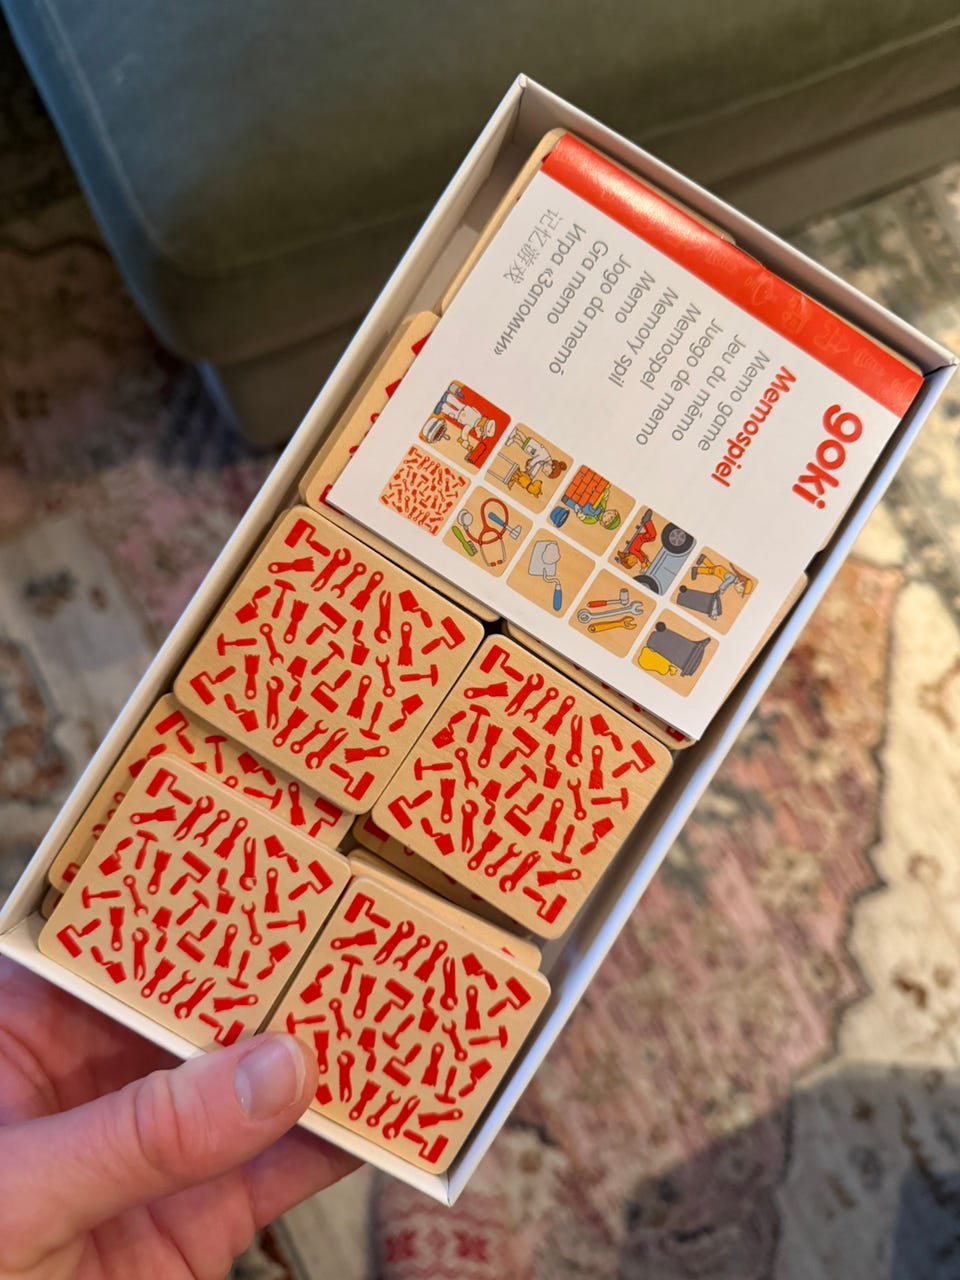 goki
Memospiel
Memo game
Jeu du mémo
Juego de memo
Memospel
Memory spil
Memo
Jogo da memó
Gra memo
Игра «Запомни»
记忆游戏